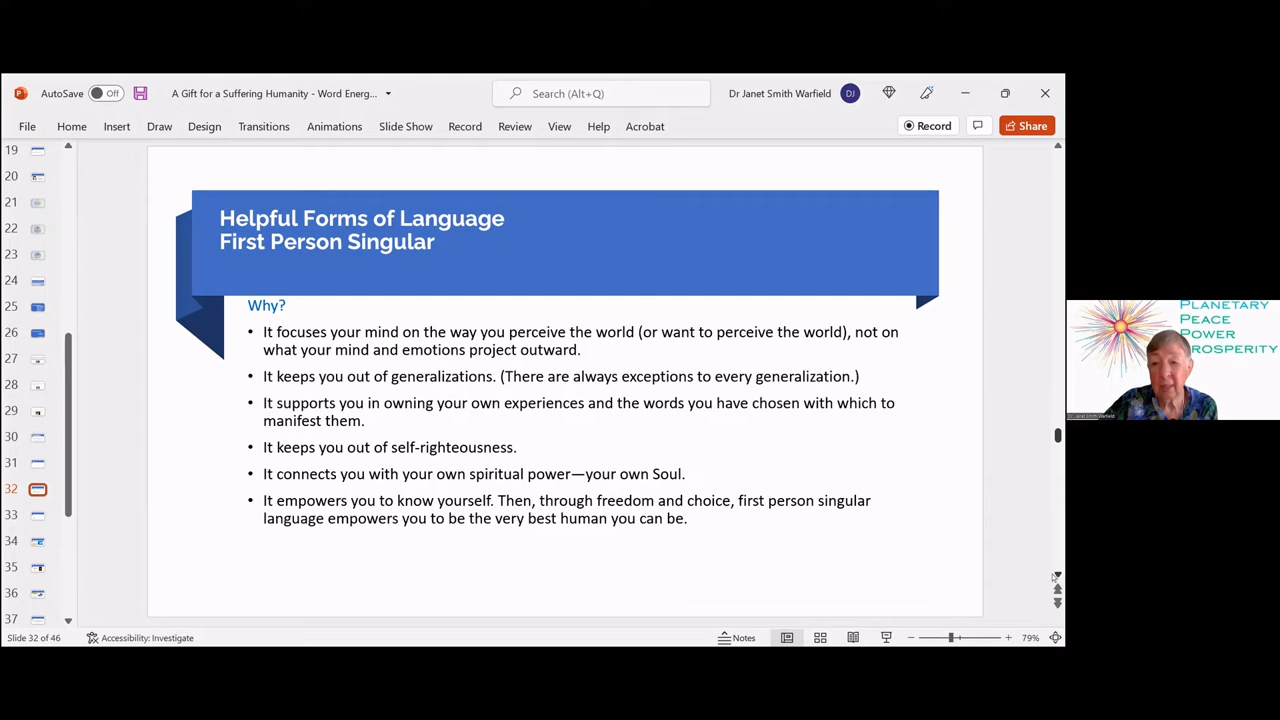 AutoSave Off A Gift for a Suffering Humanity - Word Energ... Search (Alt+Q) Dr Janet Smith Warfield DJ
File Home Insert Draw Design Transitions Animations Slide Show Record Review View Help Acrobat Record Share
19
20
21
22
23
24
25
26
27
28
29
30
31
32
33
34
35
36
37
Helpful Forms of Language
First Person Singular
Why?
• It focuses your mind on the way you perceive the world (or want to perceive the world), not on
what your mind and emotions project outward.
• It keeps you out of generalizations. (There are always exceptions to every generalization.)
• It supports you in owning your own experiences and the words you have chosen with which to
manifest them.
• It keeps you out of self-righteousness.
• It connects you with your own spiritual power—your own Soul.
• It empowers you to know yourself. Then, through freedom and choice, first person singular
language empowers you to be the very best human you can be.
Slide 32 of 46 Accessibility: Investigate Notes 79%
PLANETARY
PEACE
POWER
ROSPERITY
Dr. Janet Smith Warfield